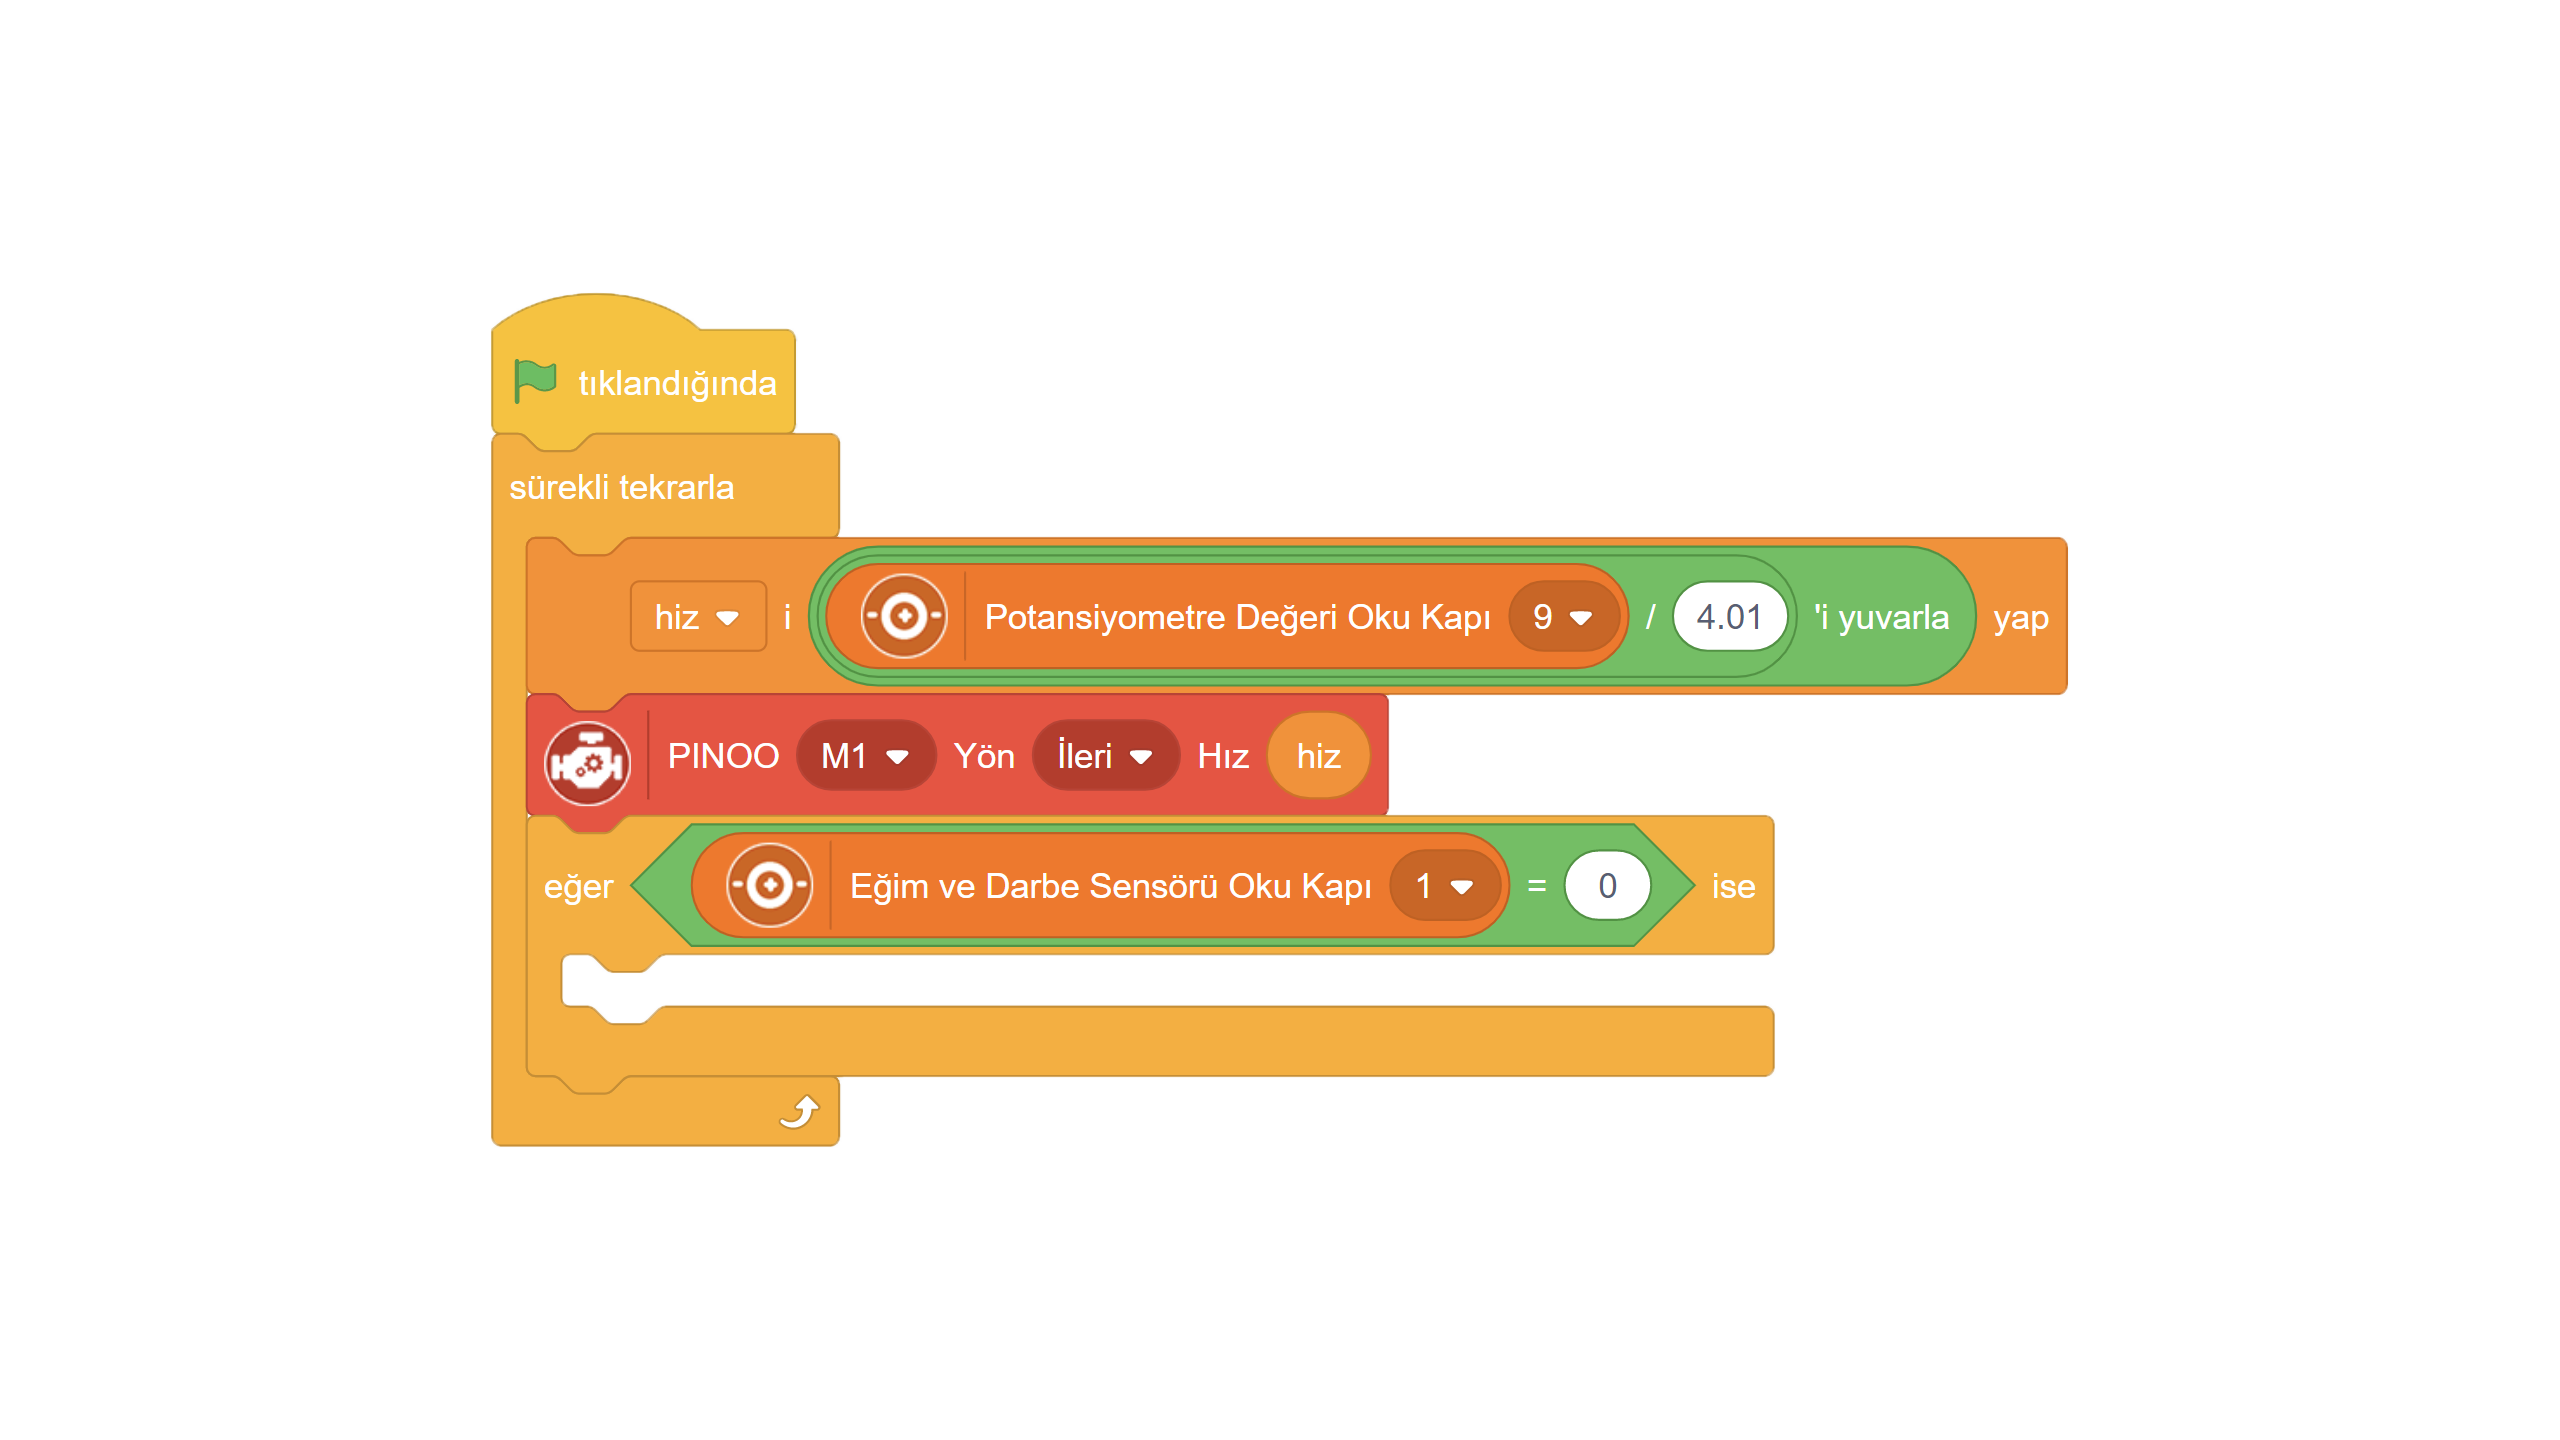 tıklandığında
sürekli tekrarla
hiz i Potansiyometre Değeri Oku Kapı 9 / 4.01 'i yuvarla yap
PINOO M1 Yön İleri Hız hiz
eğer Eğim ve Darbe Sensörü Oku Kapı 1 = 0 ise